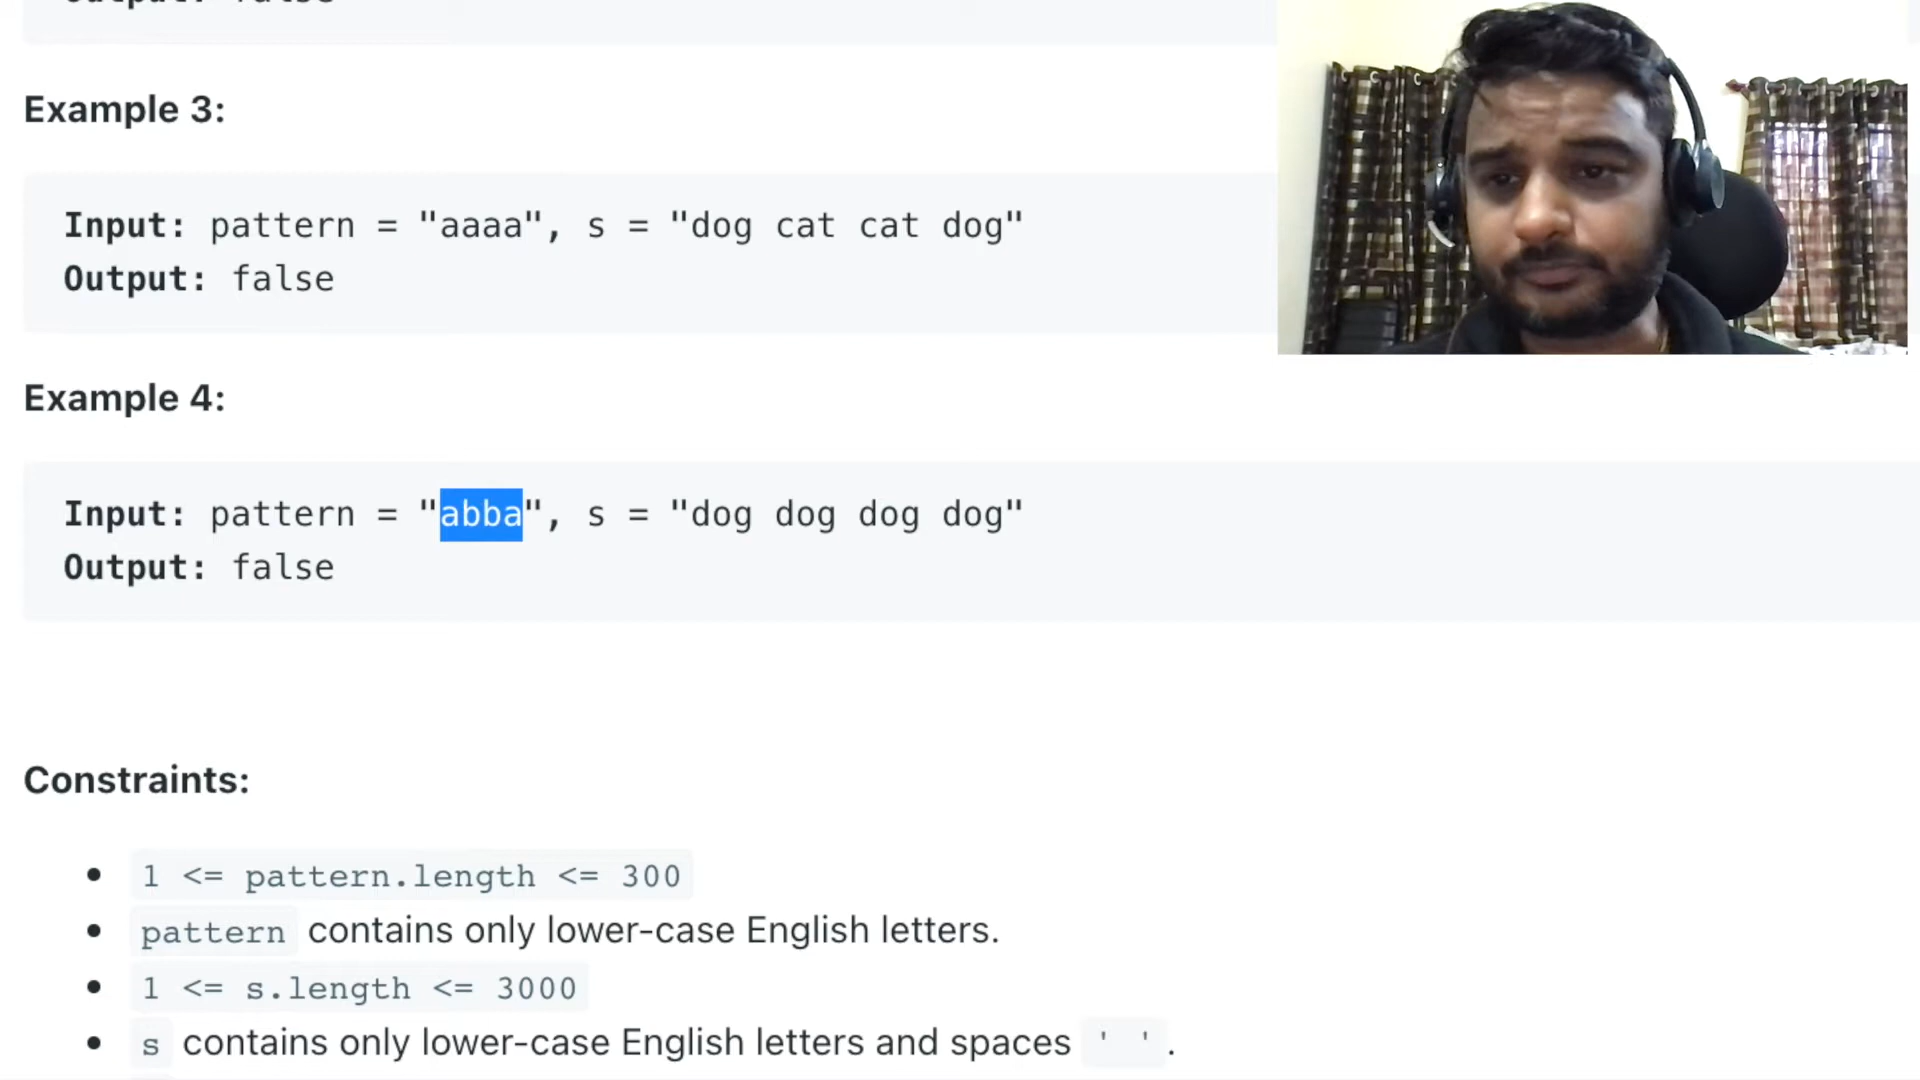 Output: false
Example 3:
Input: pattern = "aaaa", s = "dog cat cat dog"
Output: false
Example 4:
Input: pattern = "abba", s = "dog dog dog dog"
Output: false
Constraints:
• 1 <= pattern.length <= 300
• pattern contains only lower-case English letters.
• 1 <= s.length <= 3000
• s contains only lower-case English letters and spaces ' '.